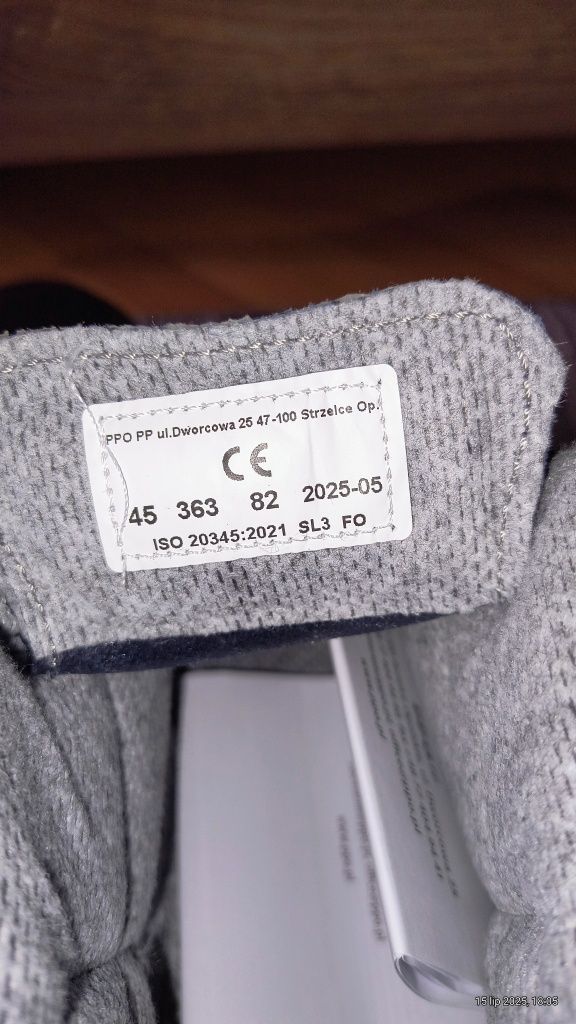 PPO PP ul.Dworcowa 25 47-100 Strzelce Op.
CE
45 363 82 2025-05
ISO 20345:2021 SL3 FO
15 lip 2025, 18:05